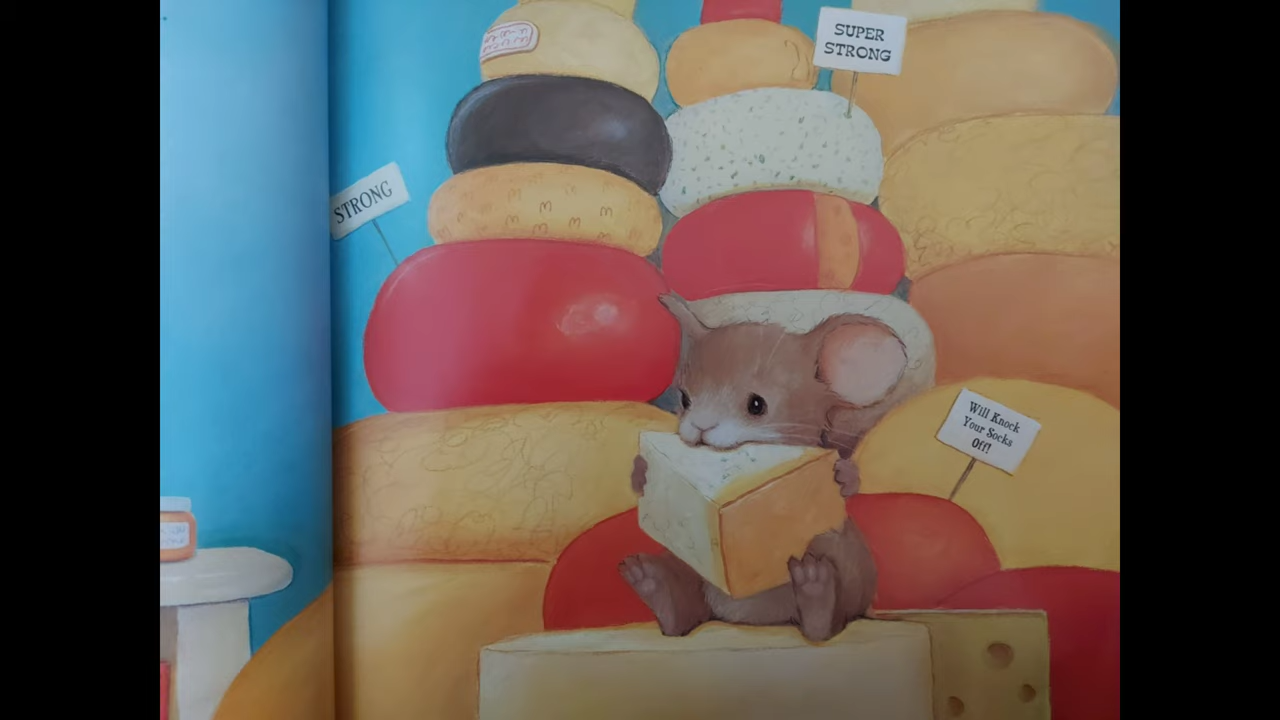 SUPER
STRONG
STRONG
Will Knock
Your Socks
Off!